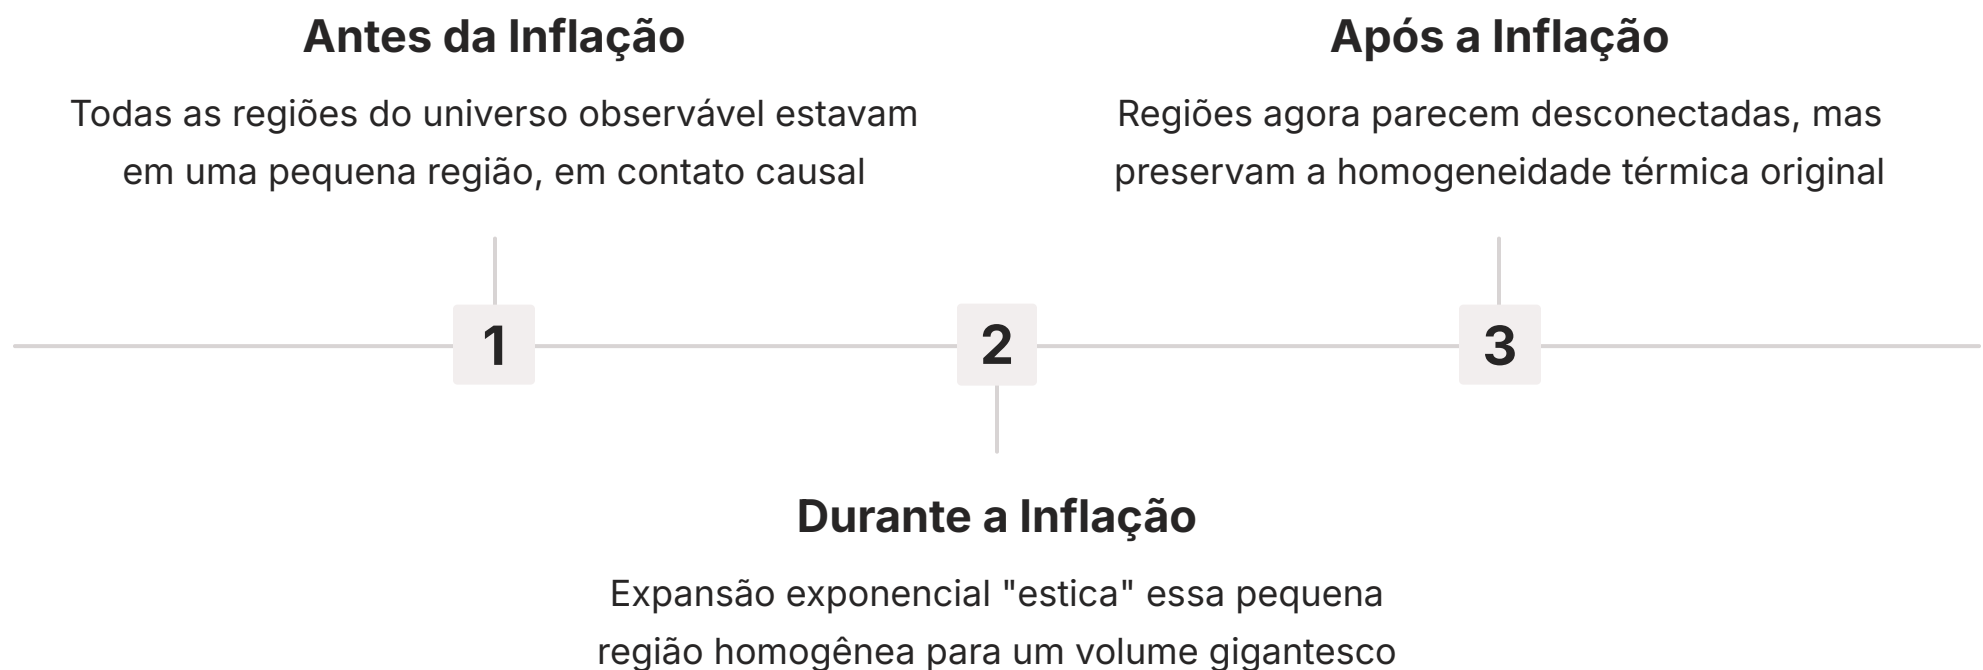 Antes da Inflação
Todas as regiões do universo observável estavam
em uma pequena região, em contato causal
Após a Inflação
Regiões agora parecem desconectadas, mas
preservam a homogeneidade térmica original
1
2
3
Durante a Inflação
Expansão exponencial "estica" essa pequena
região homogênea para um volume gigantesco